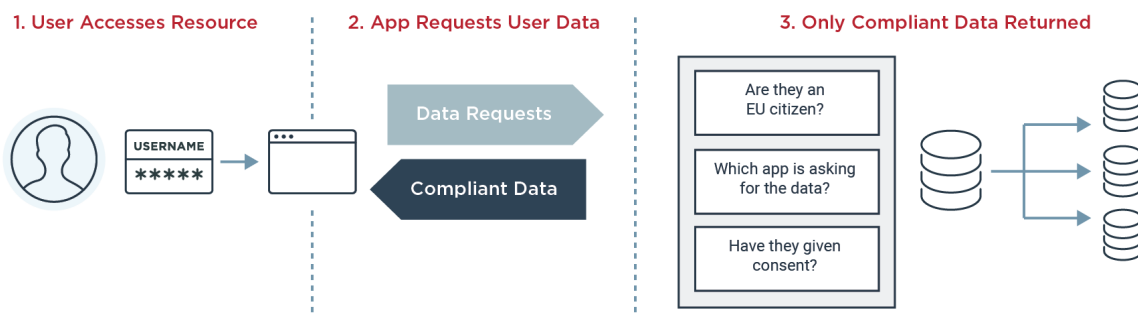 1. User Accesses Resource
2. App Requests User Data
3. Only Compliant Data Returned
USERNAME
*****
Data Requests
Compliant Data
Are they an
EU citizen?
Which app is asking
for the data?
Have they given
consent?